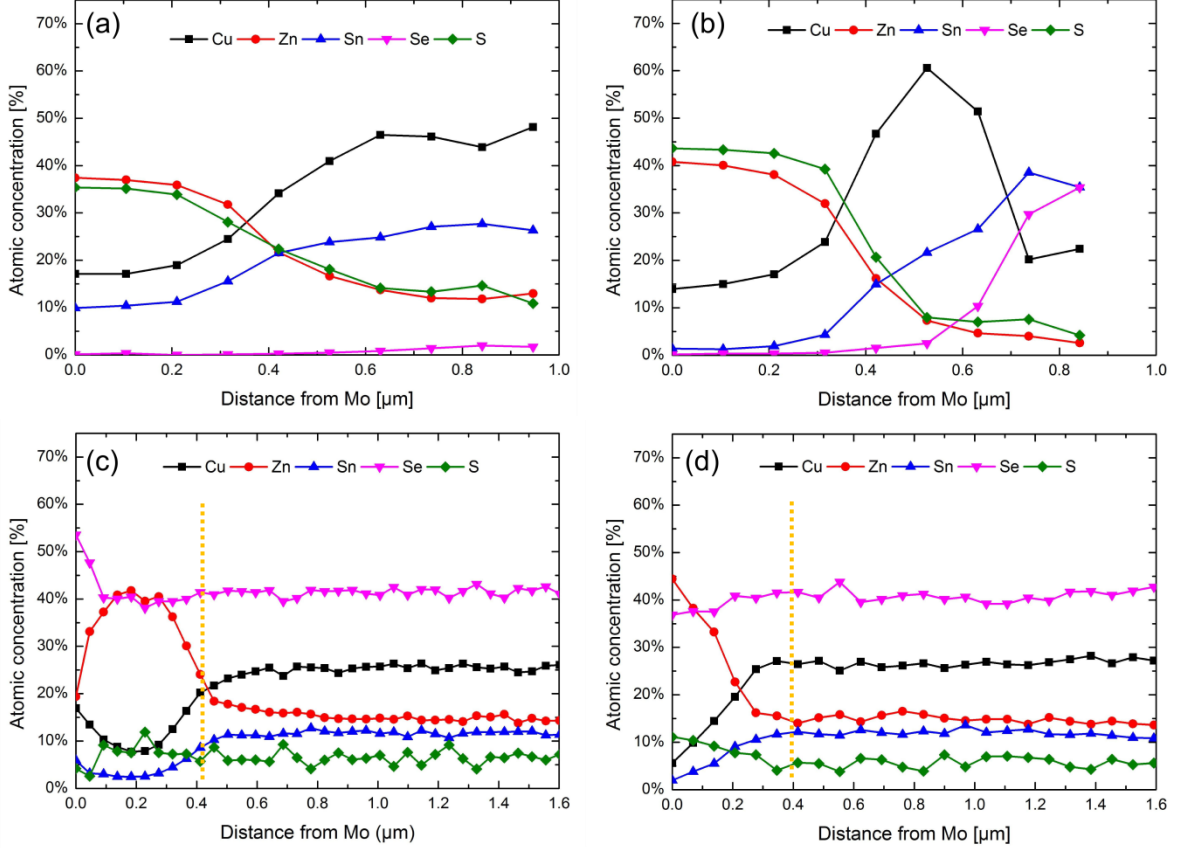 (a)
Cu Zn Sn Se S
70%
60%
50%
40%
30%
20%
10%
0%
Atomic concentration [%]
0.0 0.2 0.4 0.6 0.8 1.0
Distance from Mo [µm]
(b)
Cu Zn Sn Se S
70%
60%
50%
40%
30%
20%
10%
0%
Atomic concentration [%]
0.0 0.2 0.4 0.6 0.8 1.0
Distance from Mo [µm]
(c)
Cu Zn Sn Se S
70%
60%
50%
40%
30%
20%
10%
0%
Atomic concentration [%]
0.0 0.2 0.4 0.6 0.8 1.0 1.2 1.4 1.6
Distance from Mo (µm)
(d)
Cu Zn Sn Se S
70%
60%
50%
40%
30%
20%
10%
0%
Atomic concentration [%]
0.0 0.2 0.4 0.6 0.8 1.0 1.2 1.4 1.6
Distance from Mo [µm]